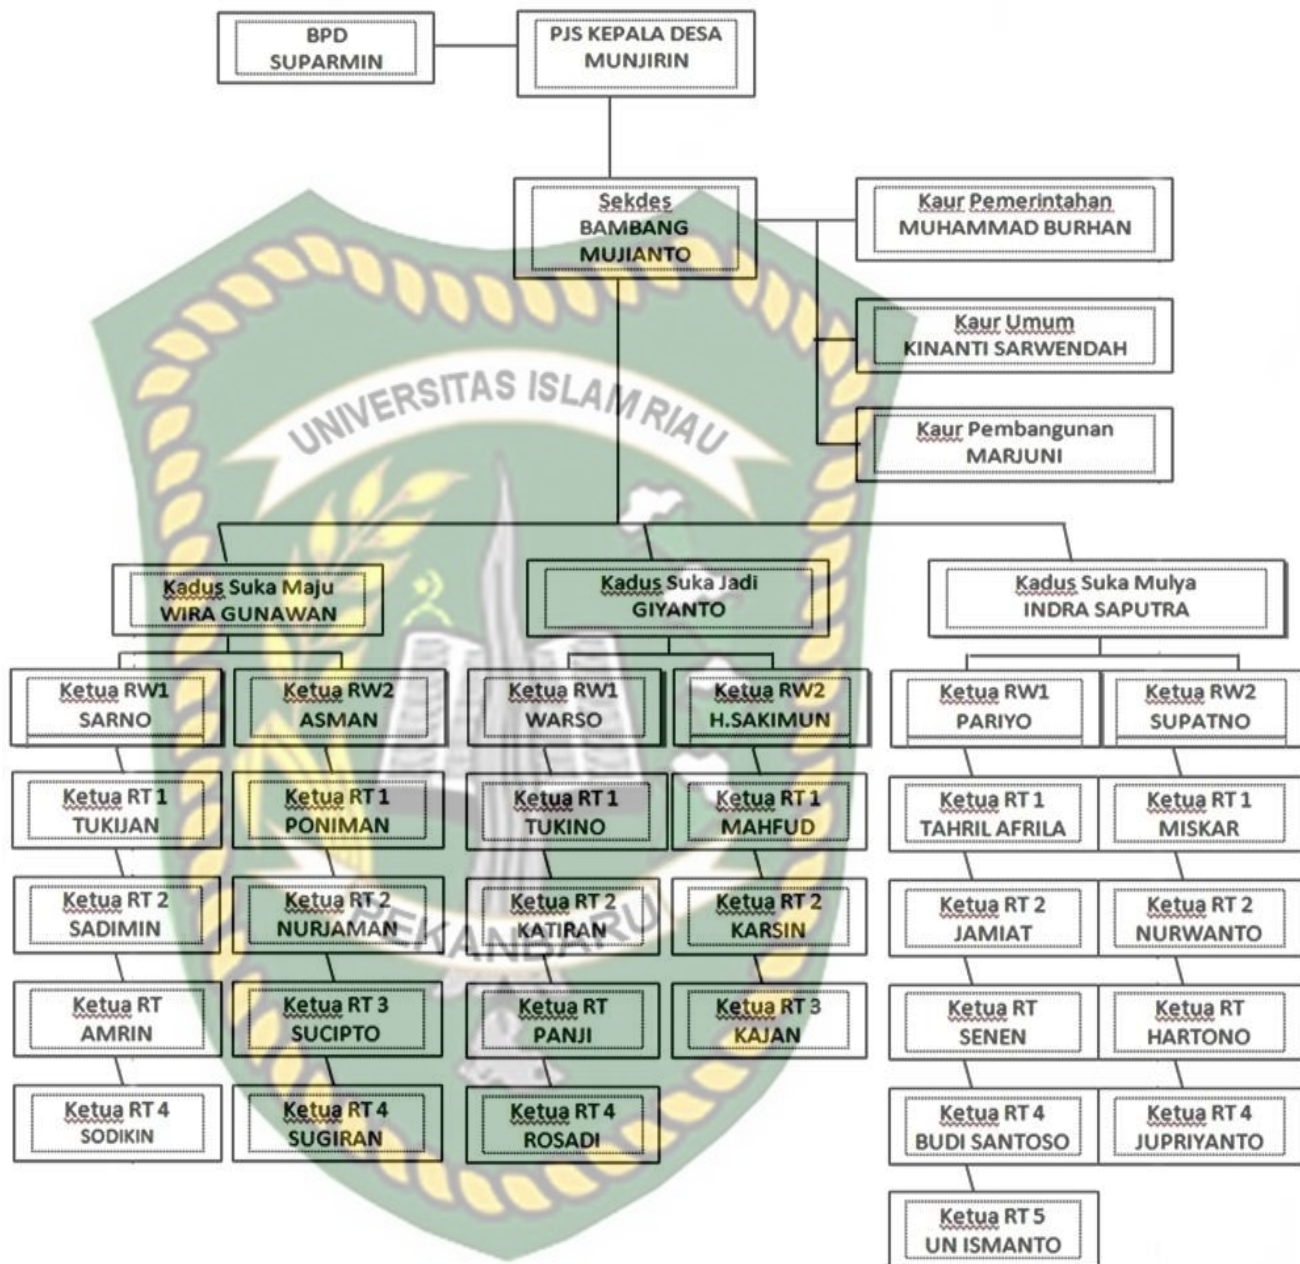 BPD
SUPARMIN
PJS KEPALA DESA
MUNJIRIN
Sekdes
BAMBANG
MUJIANTO
Kaur Pemerintahan
MUHAMMAD BURHAN
Kaur Umum
KINANTI SARWENDAH
Kaur Pembangunan
MARJUNI
UNIVERSITAS ISLAM RIAU
Kadus Suka Maju
WIRA GUNAWAN
Kadus Suka Jadi
GIYANTO
Kadus Suka Mulya
INDRA SAPUTRA
Ketua RW1
SARNO
Ketua RW2
ASMAN
Ketua RW1
WARSO
Ketua RW2
H.SAKIMUN
Ketua RW1
PARIYO
Ketua RW2
SUPATNO
Ketua RT 1
TUKIJAN
Ketua RT 1
PONIMAN
Ketua RT 1
TUKINO
Ketua RT 1
MAHFUD
Ketua RT 1
TAHRIL AFRILA
Ketua RT 1
MISKAR
Ketua RT 2
SADIMIN
Ketua RT 2
NURJAMAN
Ketua RT 2
KATIRAN
Ketua RT 2
KARSIN
Ketua RT 2
JAMIAT
Ketua RT 2
NURWANTO
PEKANBARU
Ketua RT
AMRIN
Ketua RT 3
SUCIPTO
Ketua RT
PANJI
Ketua RT 3
KAJAN
Ketua RT
SENEN
Ketua RT
HARTONO
Ketua RT 4
SODIKIN
Ketua RT 4
SUGIRAN
Ketua RT 4
ROSADI
Ketua RT 4
BUDI SANTOSO
Ketua RT 4
JUPRIYANTO
Ketua RT 5
UN ISMANTO